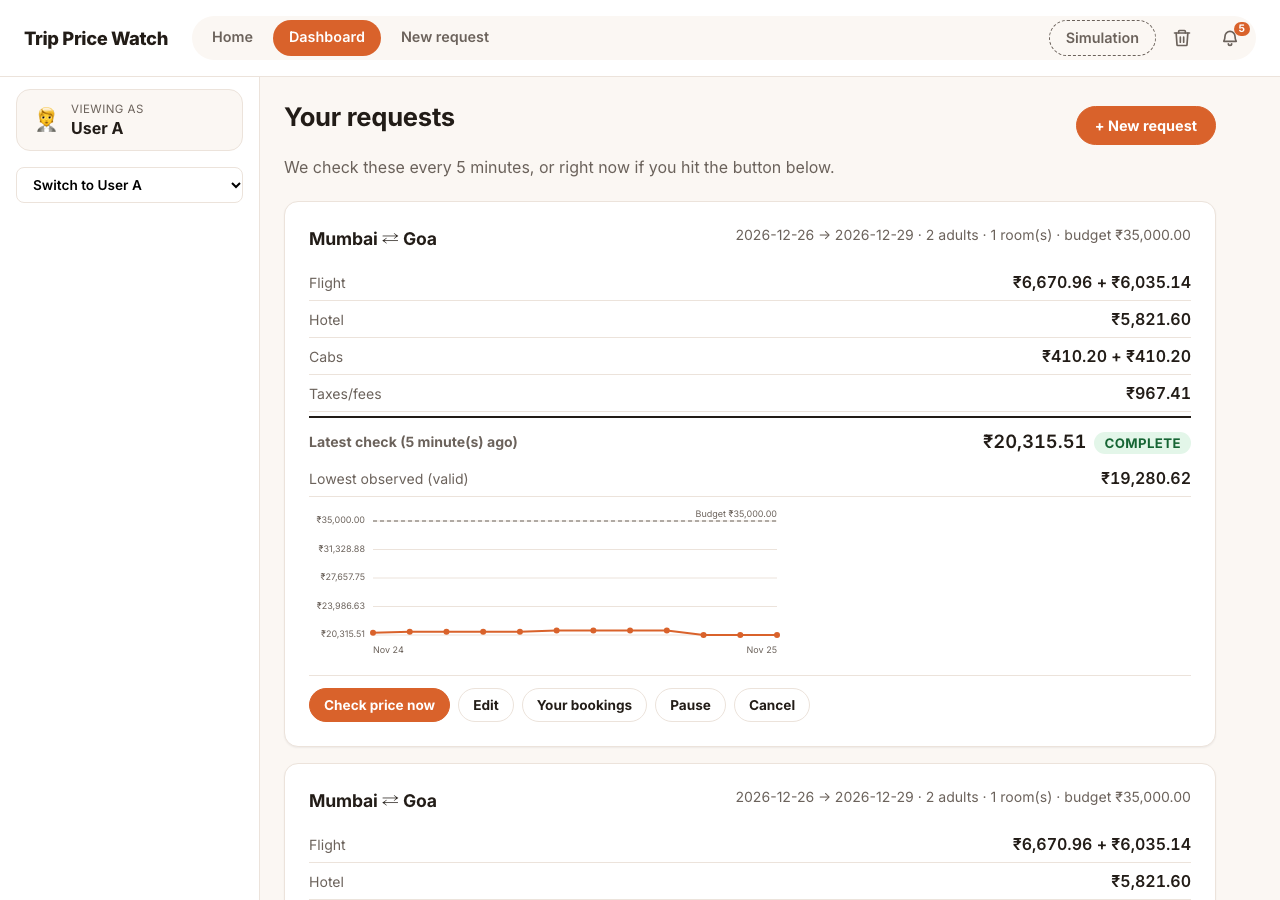 Trip Price Watch
Home
Dashboard
New request
Simulation
5
VIEWING AS
User A
Switch to User A
Your requests
+ New request
We check these every 5 minutes, or right now if you hit the button below.
Mumbai ⇄ Goa
2026-12-26 → 2026-12-29 · 2 adults · 1 room(s) · budget ₹35,000.00
Flight ₹6,670.96 + ₹6,035.14
Hotel ₹5,821.60
Cabs ₹410.20 + ₹410.20
Taxes/fees ₹967.41
Latest check (5 minute(s) ago) ₹20,315.51 COMPLETE
Lowest observed (valid) ₹19,280.62
Budget ₹35,000.00
₹35,000.00
₹31,328.88
₹27,657.75
₹23,986.63
₹20,315.51
Nov 24 Nov 25
Check price now
Edit
Your bookings
Pause
Cancel
Mumbai ⇄ Goa
2026-12-26 → 2026-12-29 · 2 adults · 1 room(s) · budget ₹35,000.00
Flight ₹6,670.96 + ₹6,035.14
Hotel ₹5,821.60